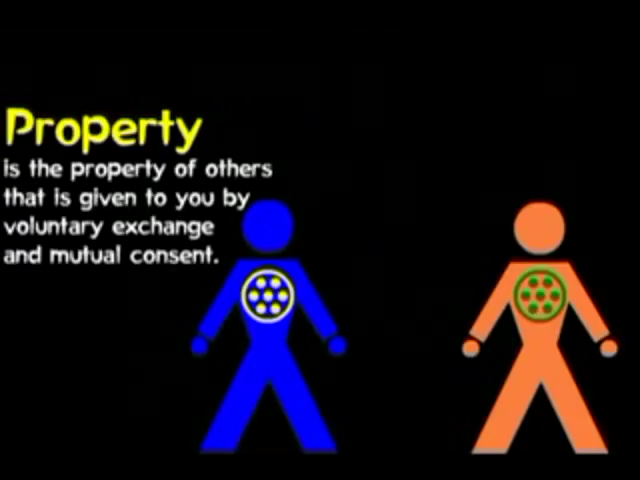 Property
is the property of others
that is given to you by
voluntary exchange
and mutual consent.